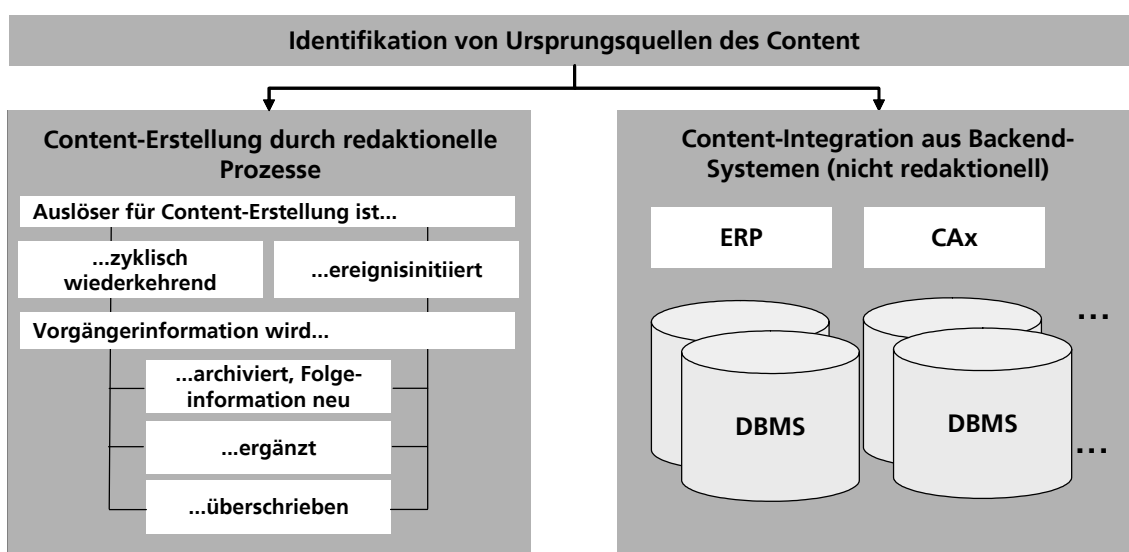 Identifikation von Ursprungsquellen des Content
Content-Erstellung durch redaktionelle
Prozesse
Auslöser für Content-Erstellung ist...
...zyklisch
wiederkehrend
...ereignisinitiiert
Vorgängerinformation wird...
...archiviert, Folge-
information neu
...ergänzt
...überschrieben
Content-Integration aus Backend-
Systemen (nicht redaktionell)
ERP
CAx
...
DBMS
DBMS
...